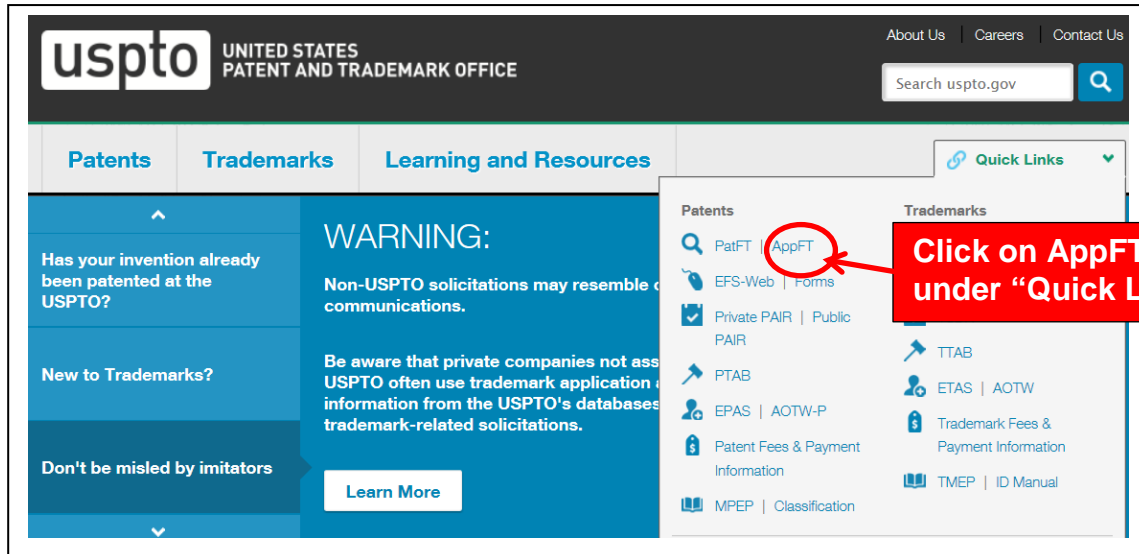 uspto UNITED STATES
PATENT AND TRADEMARK OFFICE
About Us | Careers | Contact Us
Search uspto.gov
Patents Trademarks Learning and Resources Quick Links
Has your invention already
been patented at the
USPTO?
New to Trademarks?
Don't be misled by imitators
WARNING:
Non-USPTO solicitations may resemble
communications.
Be aware that private companies not
USPTO often use trademark application
information from the USPTO's databases
trademark-related solicitations.
Learn More
Patents
PatFT | AppFT
EFS-Web | Forms
Private PAIR | Public
PAIR
PTAB
EPAS | AOTW-P
Patent Fees & Payment
Information
MPEP | Classification
Trademarks
TTAB
ETAS | AOTW
Trademark Fees &
Payment Information
TMEP | ID Manual
Click on AppFT
under “Quick L